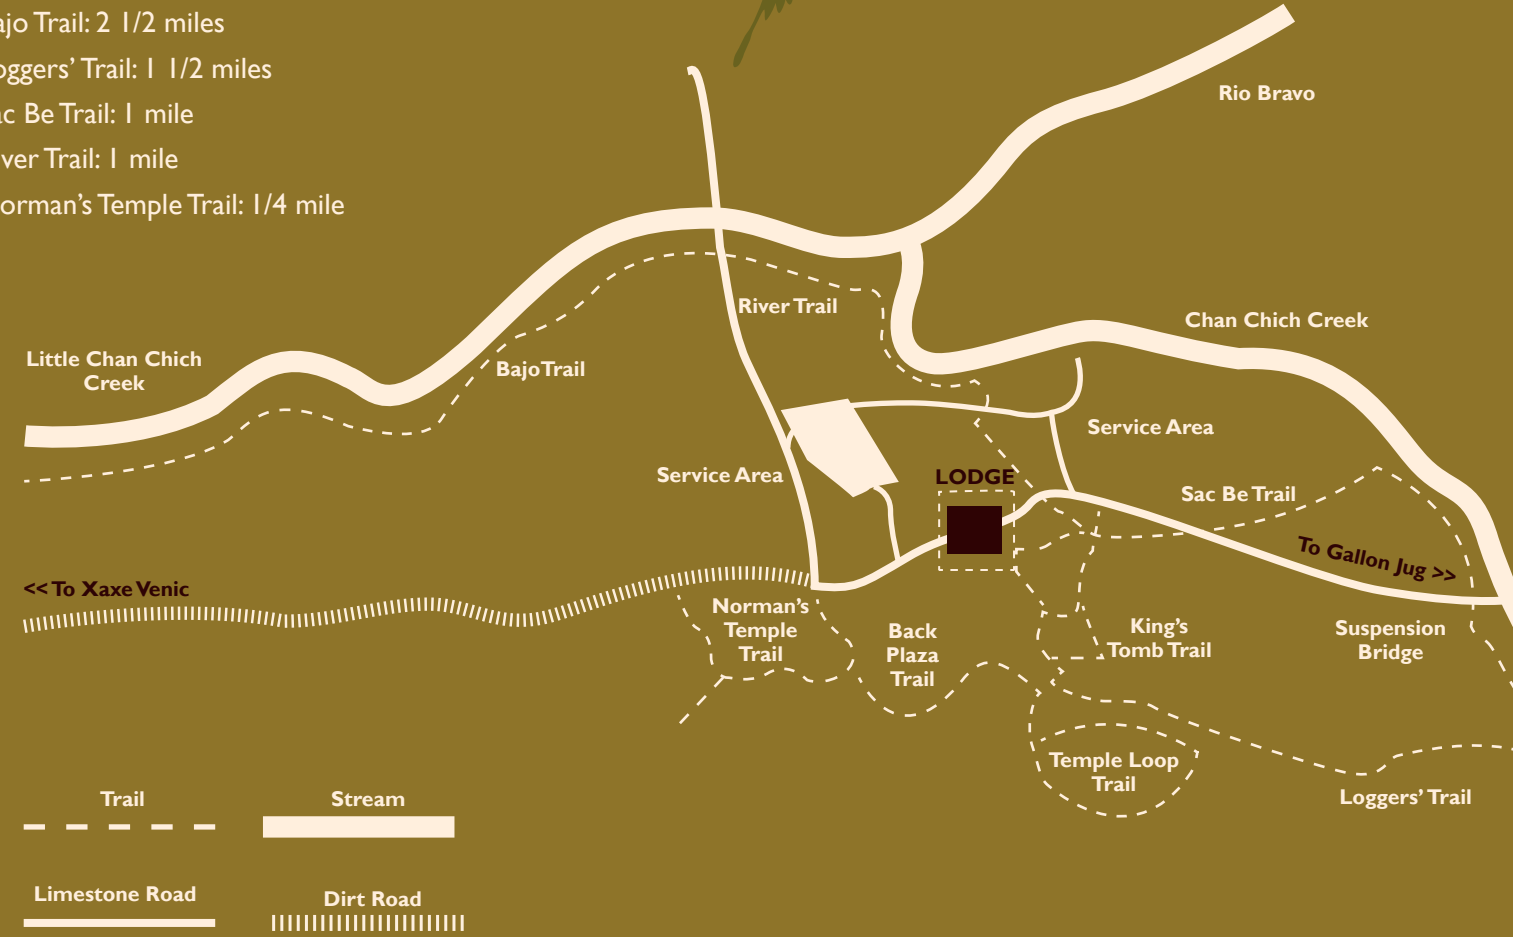 ajo Trail: 2 1/2 miles
oggers' Trail: 1 1/2 miles
ac Be Trail: 1 mile
ver Trail: 1 mile
orman's Temple Trail: 1/4 mile
Rio Bravo
River Trail
Chan Chich Creek
Little Chan Chich
Creek
Bajo Trail
Service Area
Service Area
LODGE
Sac Be Trail
To Gallon Jug >>
<< To Xaxe Venic
Norman's
Temple
Trail
Back
Plaza
Trail
King's
Tomb Trail
Suspension
Bridge
Temple Loop
Trail
Loggers' Trail
Trail
Stream
Limestone Road
Dirt Road